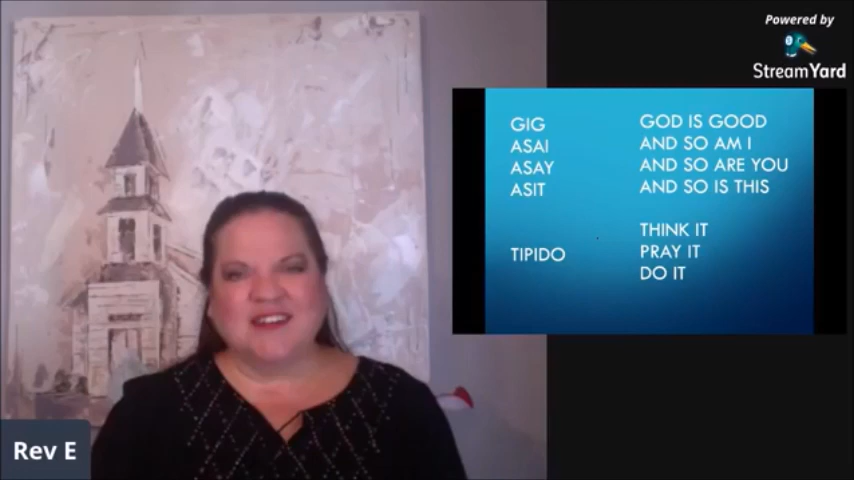 Powered by
StreamYard
GIG GOD IS GOOD
ASAI AND SO AM I
ASAY AND SO ARE YOU
ASIT AND SO IS THIS
THINK IT
TIPIDO PRAY IT
DO IT
Rev E